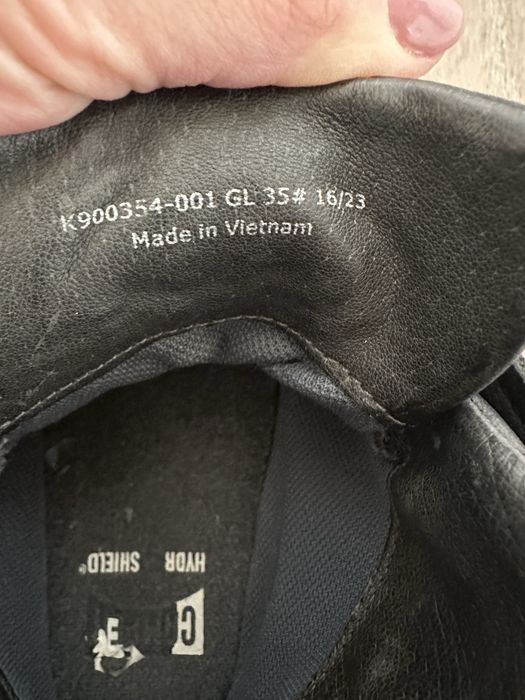 K900354-001 GL 35# 16/23
Made in Vietnam
HYDR SHIELD®